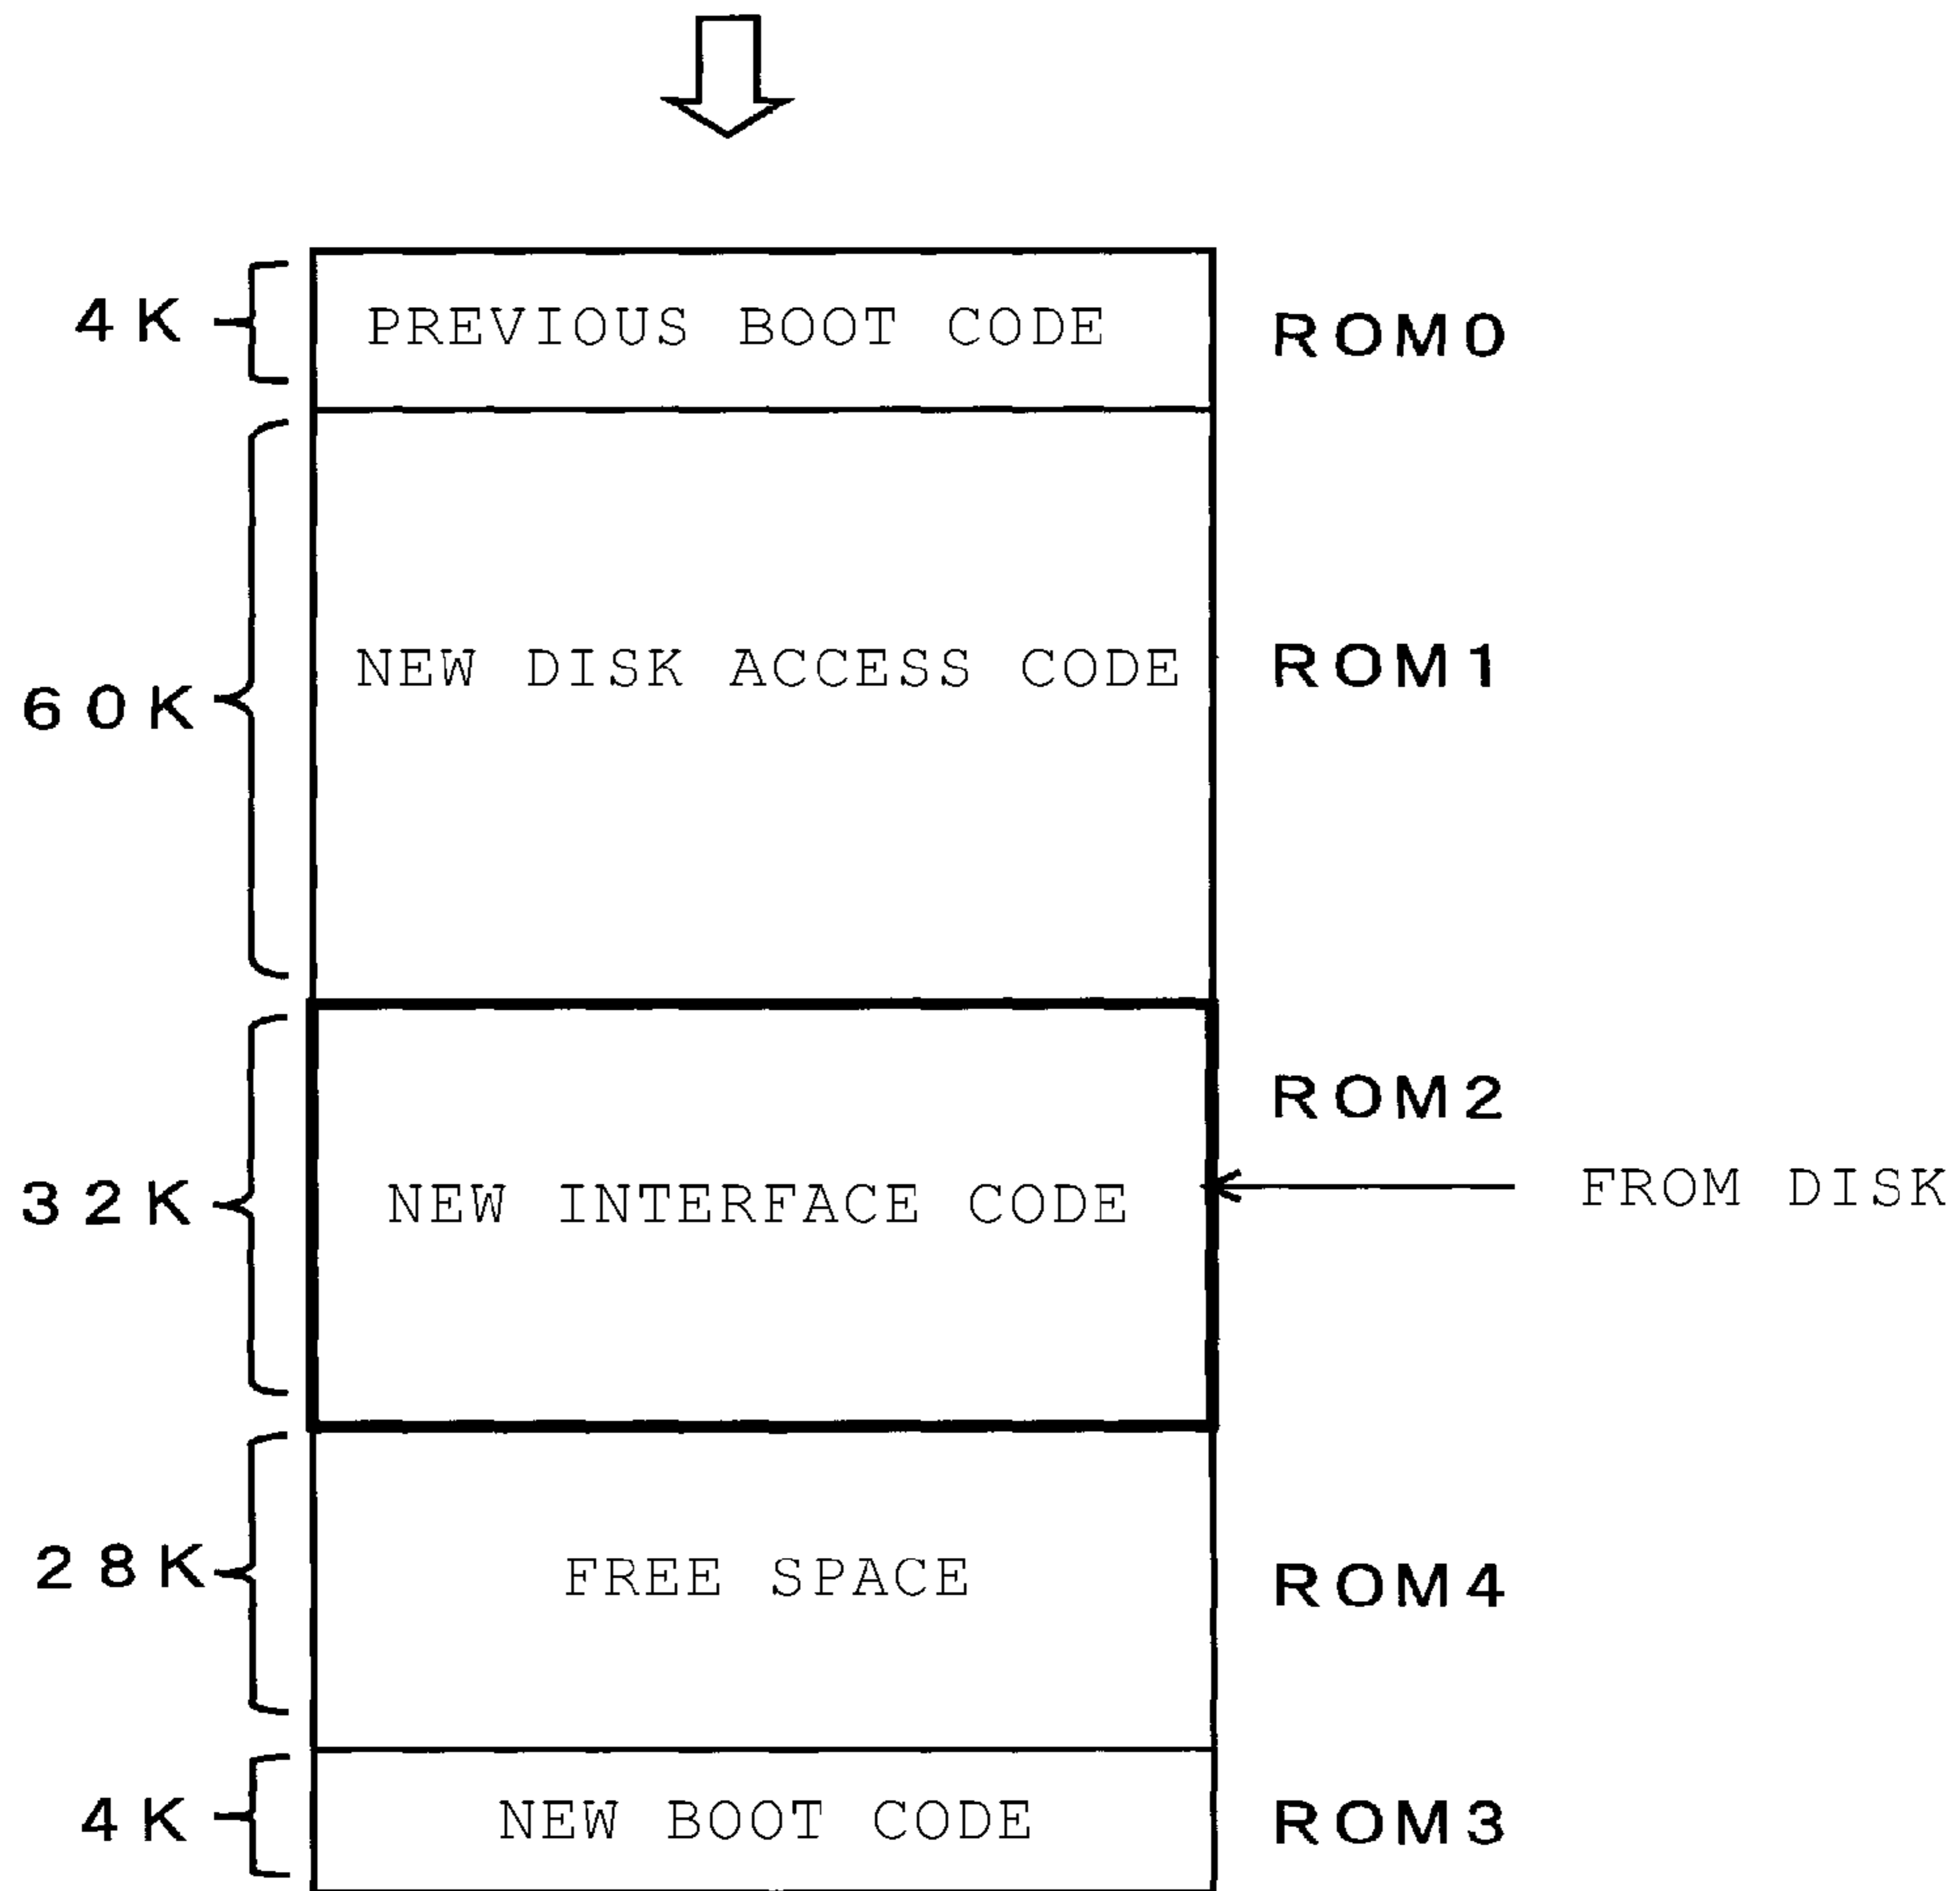 4K PREVIOUS BOOT CODE ROM0
60K NEW DISK ACCESS CODE ROM1
ROM2
32K NEW INTERFACE CODE FROM DISK
28K FREE SPACE ROM4
4K NEW BOOT CODE ROM3